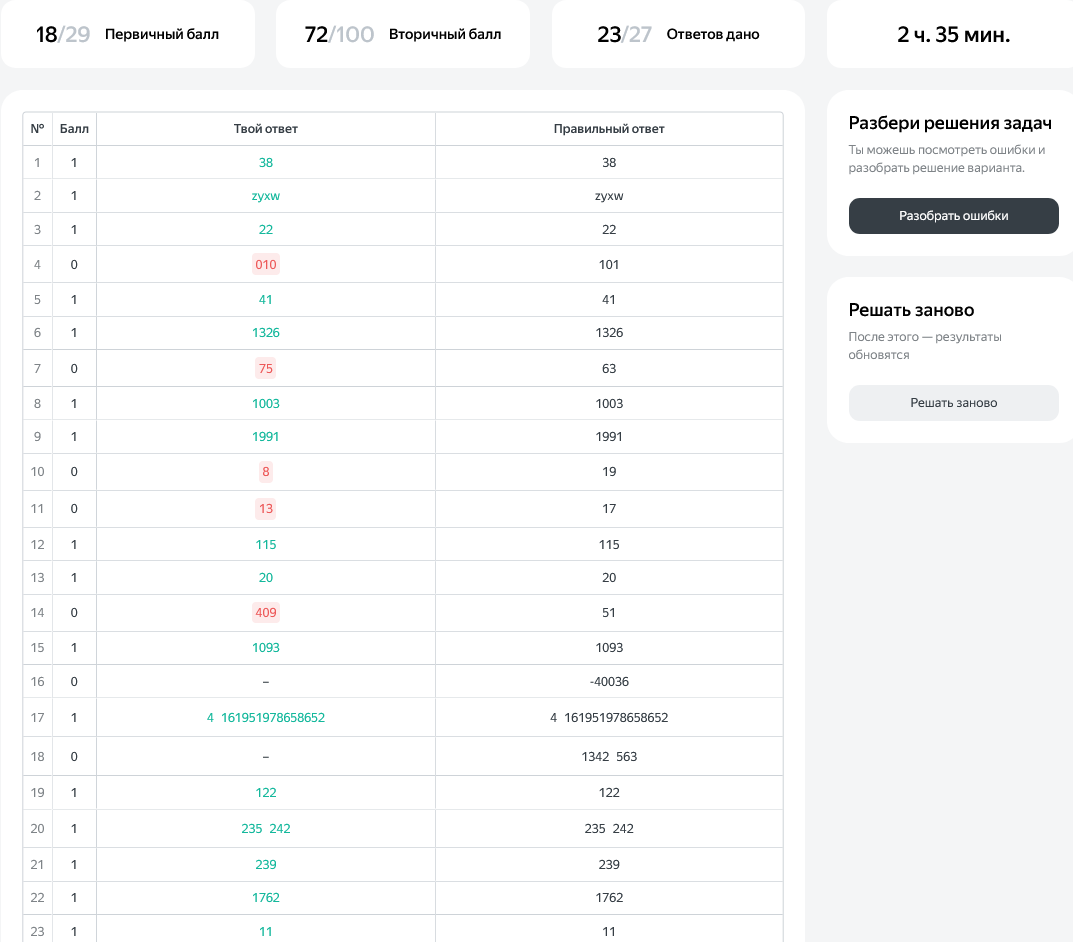 18/29 Первичный балл 72/100 Вторичный балл 23/27 Ответов дано 2 ч. 35 мин.
Разбери решения задач
Ты можешь посмотреть ошибки и
разобрать решение варианта.
Разобрать ошибки
Решать заново
После этого — результаты
обновятся
Решать заново
№ Балл Твой ответ Правильный ответ
1 1 38 38
2 1 zyxw zyxw
3 1 22 22
4 0 010 101
5 1 41 41
6 1 1326 1326
7 0 75 63
8 1 1003 1003
9 1 1991 1991
10 0 8 19
11 0 13 17
12 1 115 115
13 1 20 20
14 0 409 51
15 1 1093 1093
16 0 – -40036
17 1 4 161951978658652 4 161951978658652
18 0 – 1342 563
19 1 122 122
20 1 235 242 235 242
21 1 239 239
22 1 1762 1762
23 1 11 11